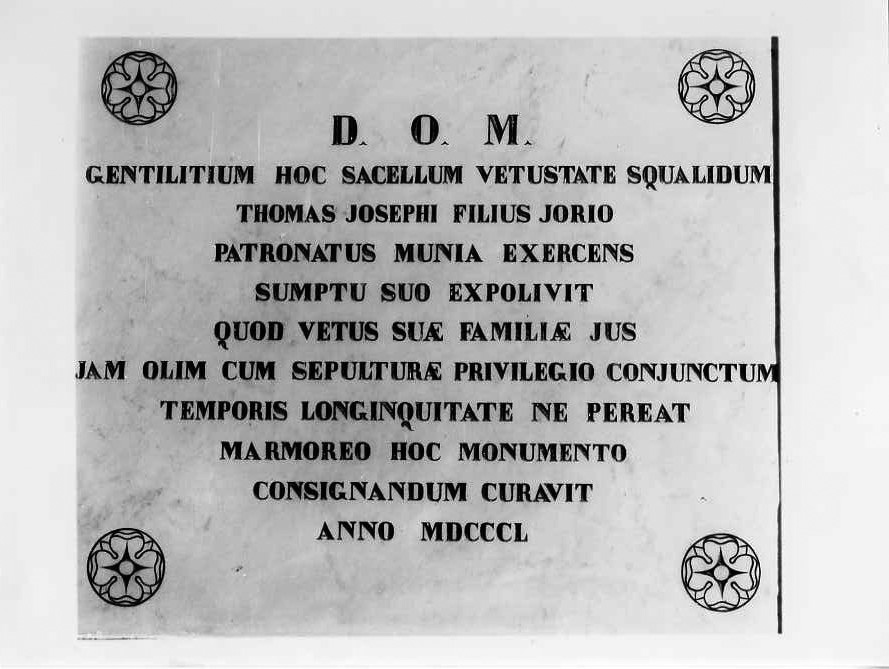 D. O. M.
GENTILITIUM HOC SACELLUM VETUSTATE SQUALIDUM
THOMAS JOSEPHI FILIUS JORIO
PATRONATUS MUNIA EXERCENS
SUMPTU SUO EXPOLIVIT
QUOD VETUS SUÆ FAMILIÆ JUS
JAM OLIM CUM SEPULTURÆ PRIVILEGIO CONJUNCTUM
TEMPORIS LONGINQUITATE NE PEREAT
MARMOREO HOC MONUMENTO
CONSIGNANDUM CURAVIT
ANNO MDCCCL